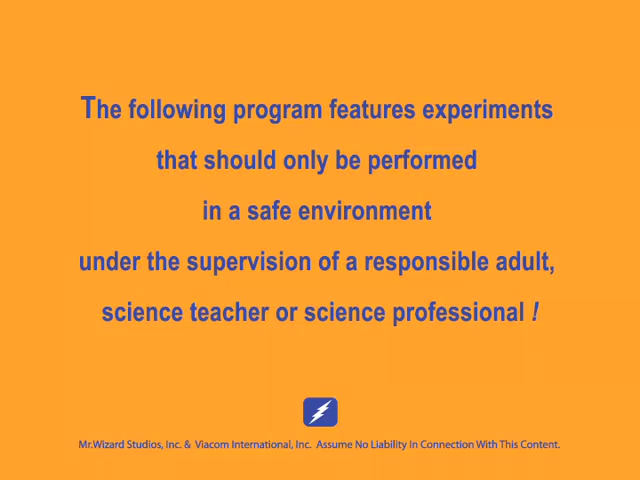 The following program features experiments
that should only be performed
in a safe environment
under the supervision of a responsible adult,
science teacher or science professional !
Mr.Wizard Studios, Inc. & Viacom International, Inc. Assume No Liability In Connection With This Content.